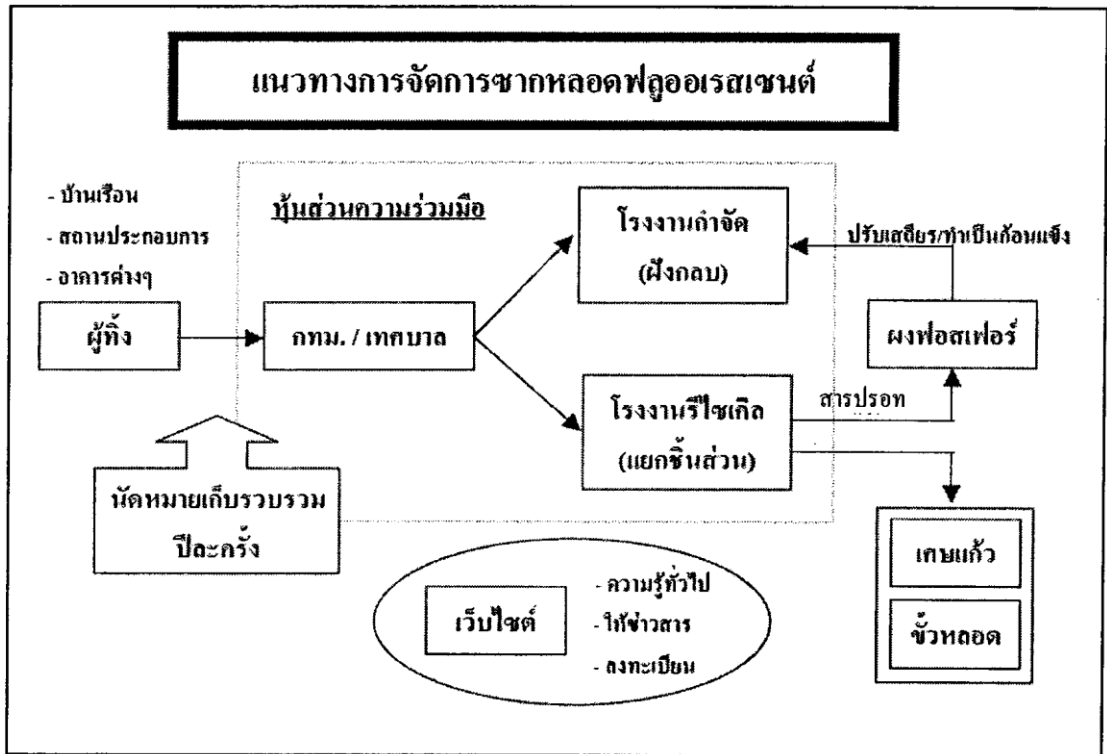 แนวทางการจัดการซากหลอดฟลูออเรสเซนต์
- บ้านเรือน
- สถานประกอบการ
- อาคารต่างๆ
ผู้ทิ้ง
หุ้นส่วนความร่วมมือ
กทม. / เทศบาล
โรงงานกำจัด
(ฝังกลบ)
ปรับเสถียร/ทำเป็นก้อนแข็ง
ผงฟอสเฟอร์
โรงงานรีไซเกิล
(แยกชิ้นส่วน)
สารปรอท
นัดหมายเก็บรวบรวม
ปีละครั้ง
เศษแก้ว
ขั้วหลอด
เว็บไซต์
- ความรู้ทั่วไป
- ให้ข่าวสาร
- ลงทะเบียน